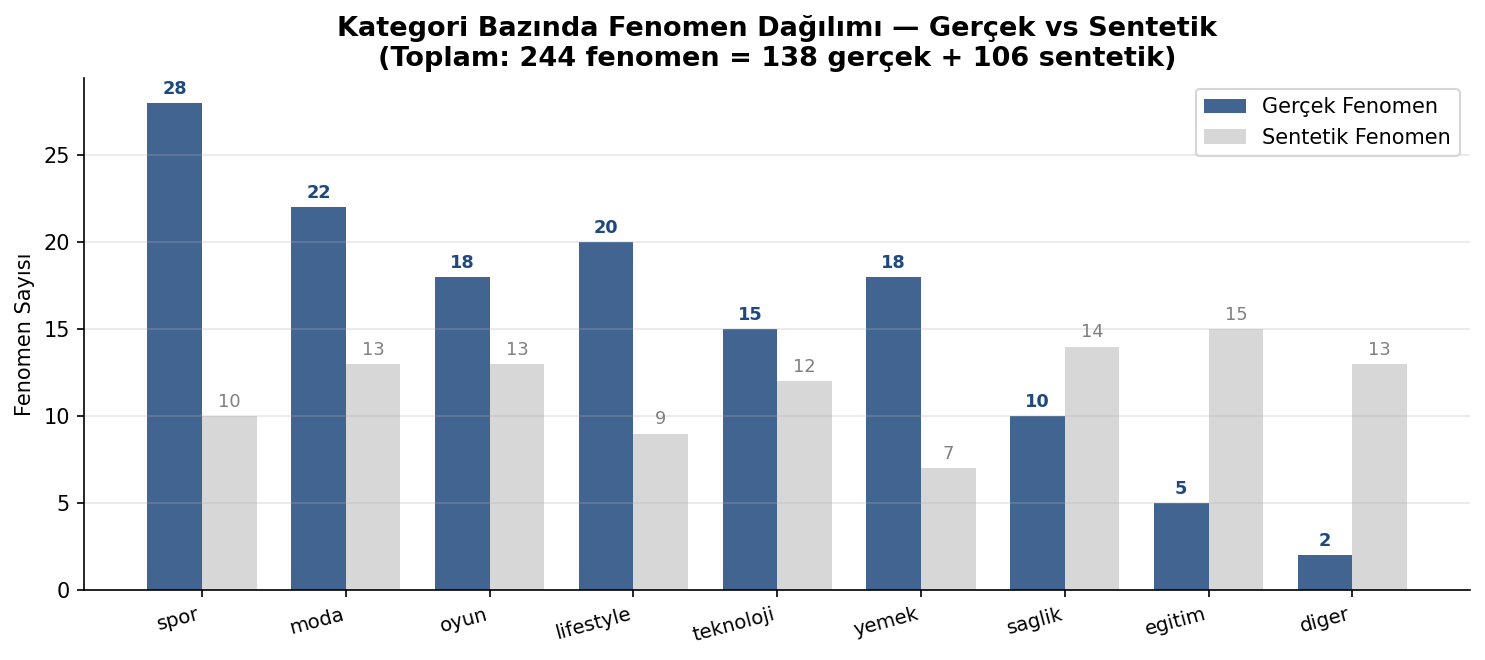 Kategori Bazında Fenomen Dağılımı — Gerçek vs Sentetik
(Toplam: 244 fenomen = 138 gerçek + 106 sentetik)
Gerçek Fenomen
Sentetik Fenomen
Fenomen Sayısı
25
20
15
10
5
0
28
10
22
13
18
13
20
9
15
12
18
7
10
14
5
15
2
13
spor
moda
oyun
lifestyle
teknoloji
yemek
saglik
egitim
diger